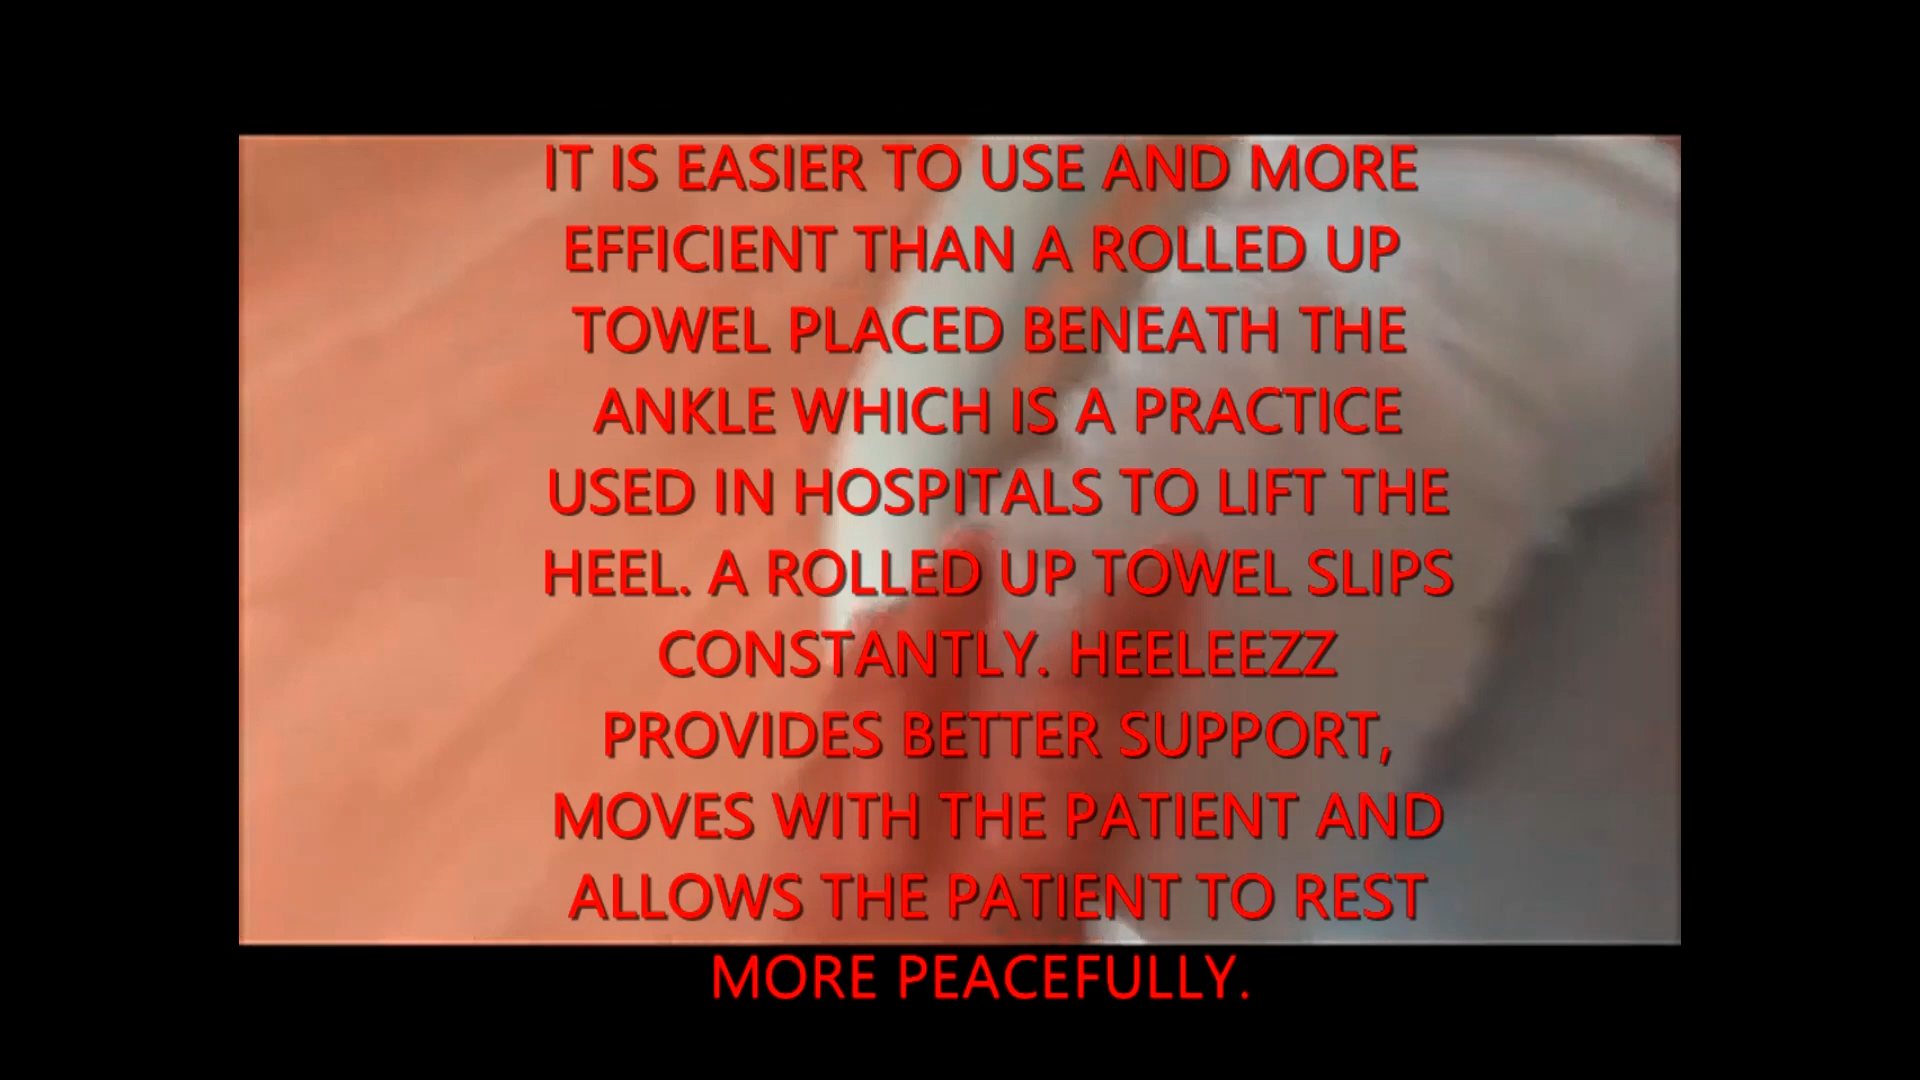 IT IS EASIER TO USE AND MORE
EFFICIENT THAN A ROLLED UP
TOWEL PLACED BENEATH THE
ANKLE WHICH IS A PRACTICE
USED IN HOSPITALS TO LIFT THE
HEEL. A ROLLED UP TOWEL SLIPS
CONSTANTLY. HEELEEZZ
PROVIDES BETTER SUPPORT,
MOVES WITH THE PATIENT AND
ALLOWS THE PATIENT TO REST
MORE PEACEFULLY.